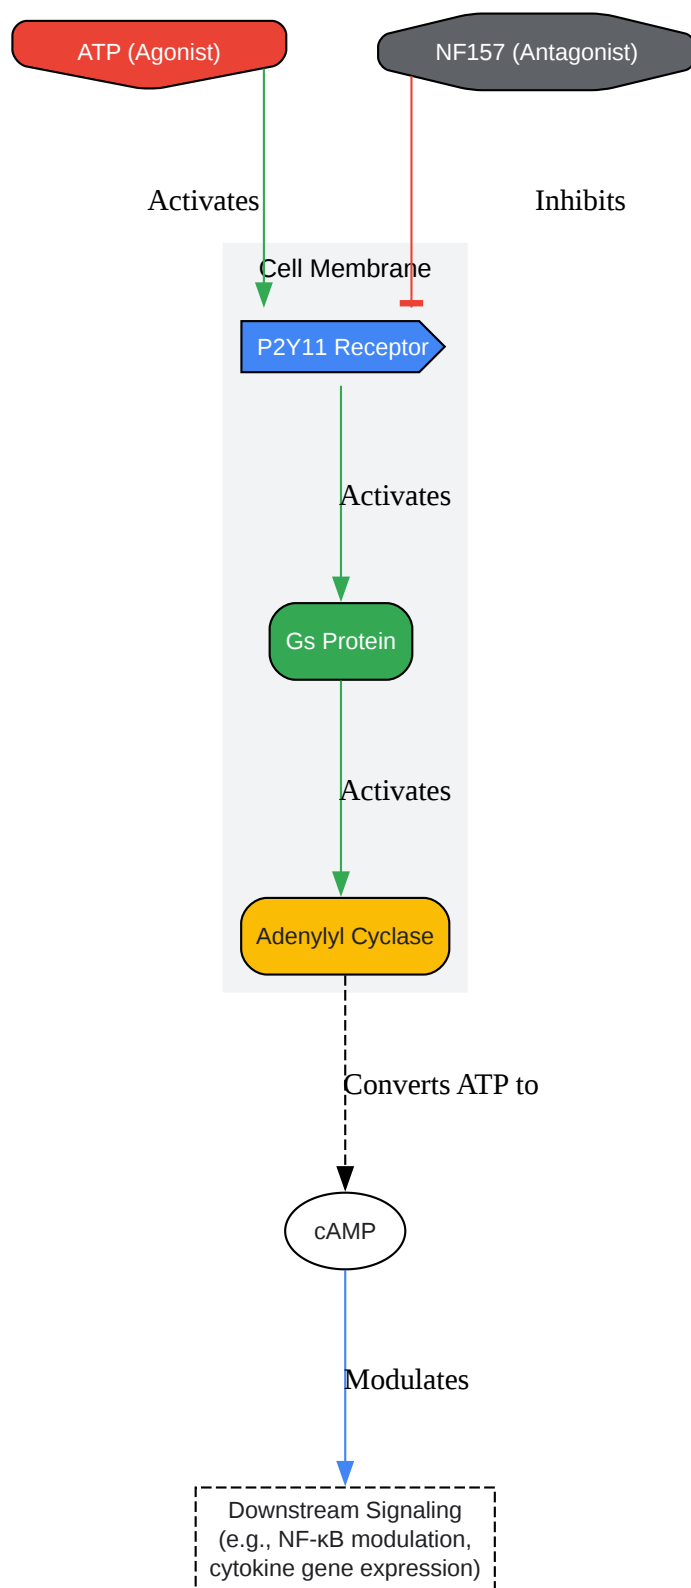 ATP (Agonist)
NF157 (Antagonist)
Activates
Inhibits
Cell Membrane
P2Y11 Receptor
Activates
Gs Protein
Activates
Adenylyl Cyclase
Converts ATP to
cAMP
Modulates
Downstream Signaling
(e.g., NF-κB modulation,
cytokine gene expression)